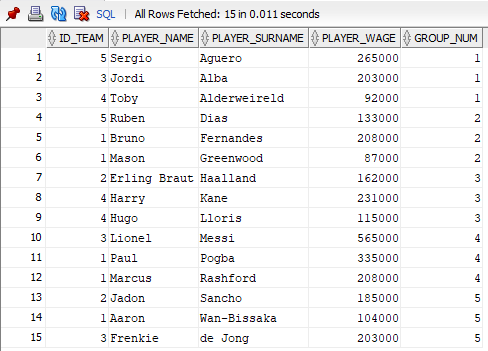 SQL | All Rows Fetched: 15 in 0.011 seconds
ID_TEAM PLAYER_NAME PLAYER_SURNAME PLAYER_WAGE GROUP_NUM
1 5 Sergio Aguero 265000 1
2 3 Jordi Alba 203000 1
3 4 Toby Alderweireld 92000 1
4 5 Ruben Dias 133000 2
5 1 Bruno Fernandes 208000 2
6 1 Mason Greenwood 87000 2
7 2 Erling Braut Haalland 162000 3
8 4 Harry Kane 231000 3
9 4 Hugo Lloris 115000 3
10 3 Lionel Messi 565000 4
11 1 Paul Pogba 335000 4
12 1 Marcus Rashford 208000 4
13 2 Jadon Sancho 185000 5
14 1 Aaron Wan-Bissaka 104000 5
15 3 Frenkie de Jong 203000 5